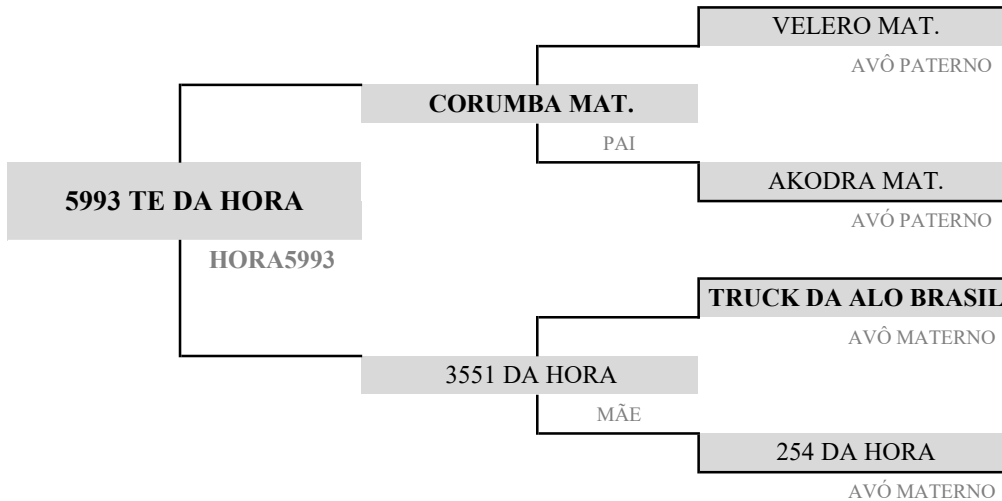 VELERO MAT.
AVÔ PATERNO
CORUMBA MAT.
PAI
AKODRA MAT.
AVÓ PATERNO
5993 TE DA HORA
HORA5993
TRUCK DA ALO BRASIL
AVÔ MATERNO
3551 DA HORA
MÃE
254 DA HORA
AVÓ MATERNO